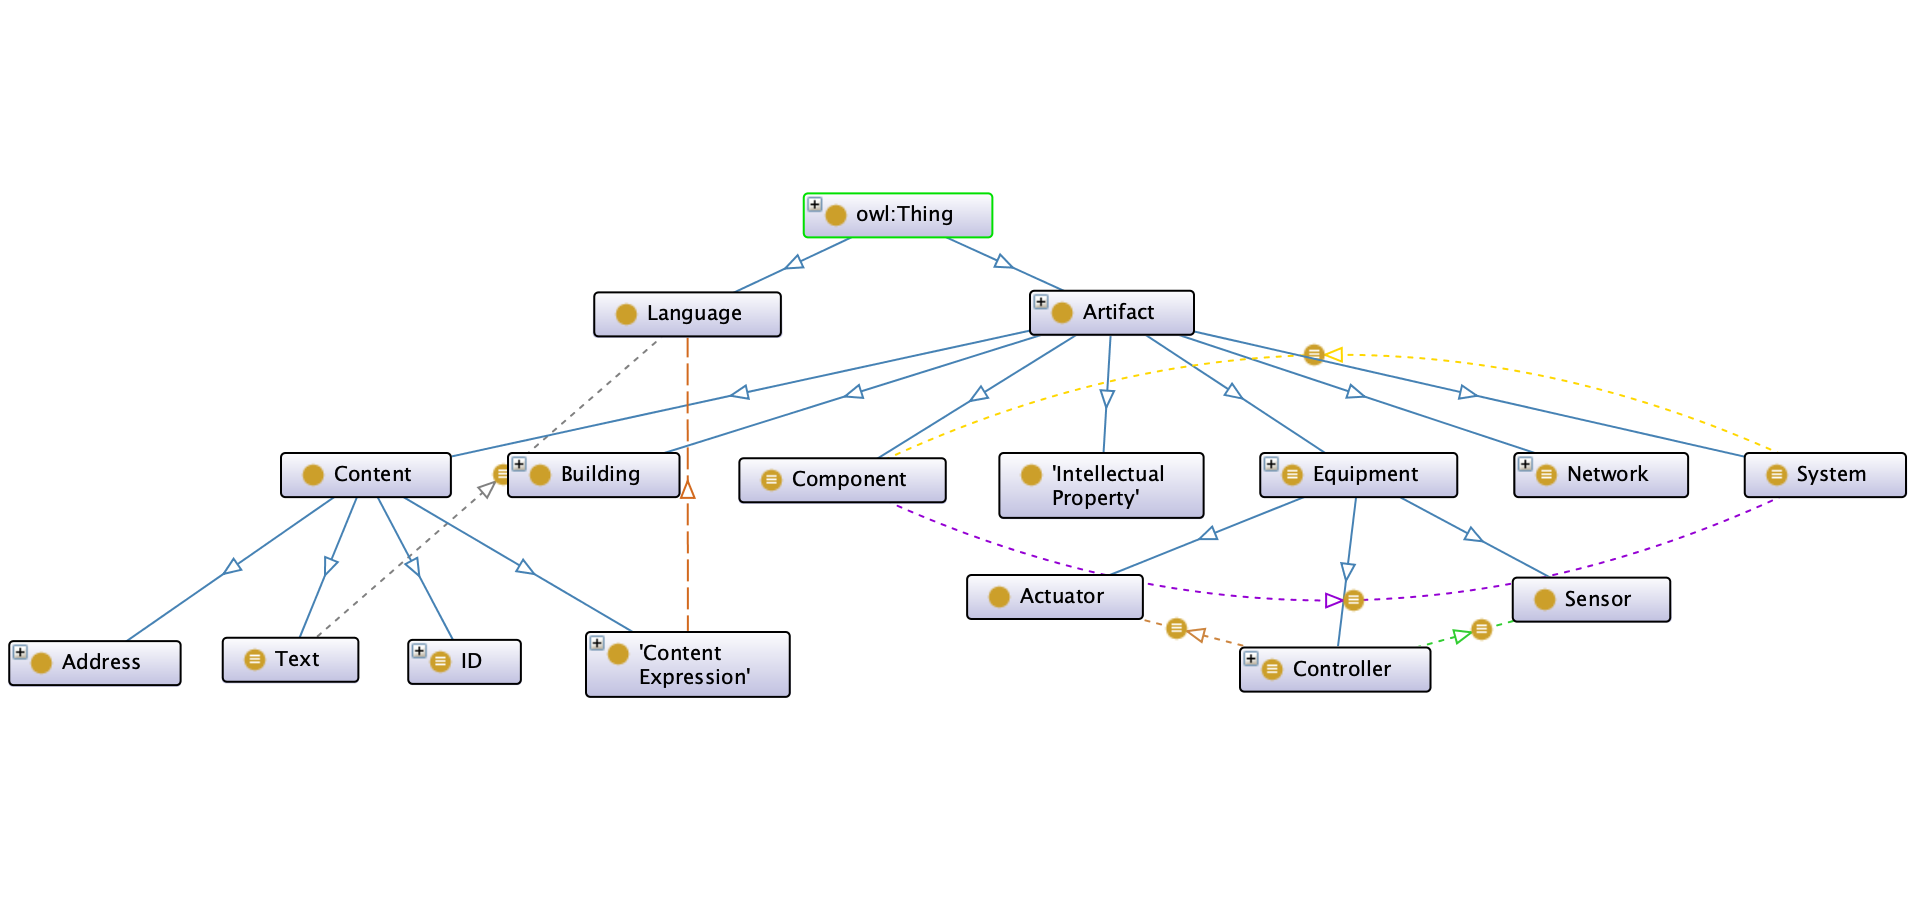 owl:Thing
Language
Artifact
Content
Building
Component
'Intellectual
Property'
Equipment
Network
System
Actuator
Sensor
Address
Text
ID
'Content
Expression'
Controller